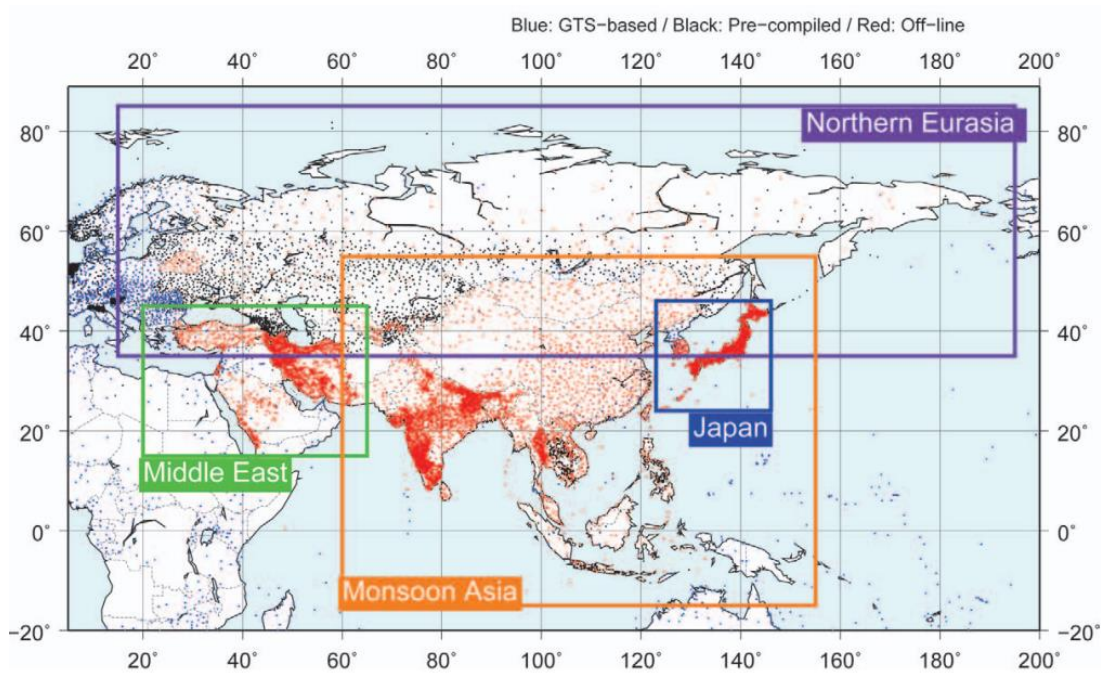 Blue: GTS−based / Black: Pre−compiled / Red: Off−line
20° 40° 60° 80° 100° 120° 140° 160° 180° 200°
80° Northern Eurasia 80°
60° 60°
40° 40°
20° Japan 20°
Middle East
0° 0°
Monsoon Asia
−20° −20°
20° 40° 60° 80° 100° 120° 140° 160° 180° 200°